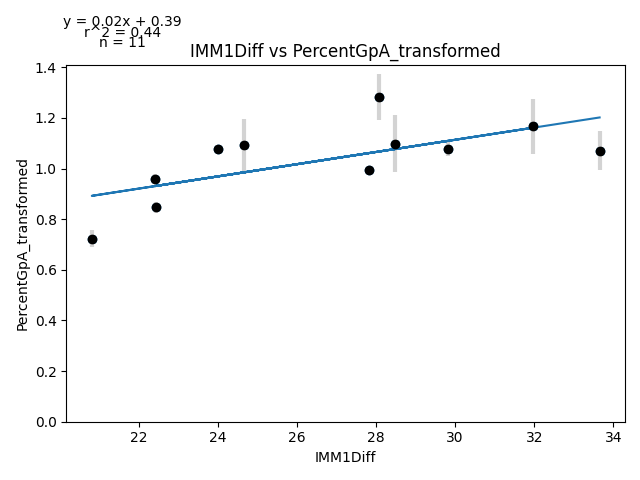 y = 0.02x + 0.39
r^2 = 0.44
n = 11
IMM1Diff vs PercentGpA_transformed
1.4
1.2
1.0
0.8
0.6
0.4
0.2
0.0
PercentGpA_transformed
22 24 26 28 30 32 34
IMM1Diff